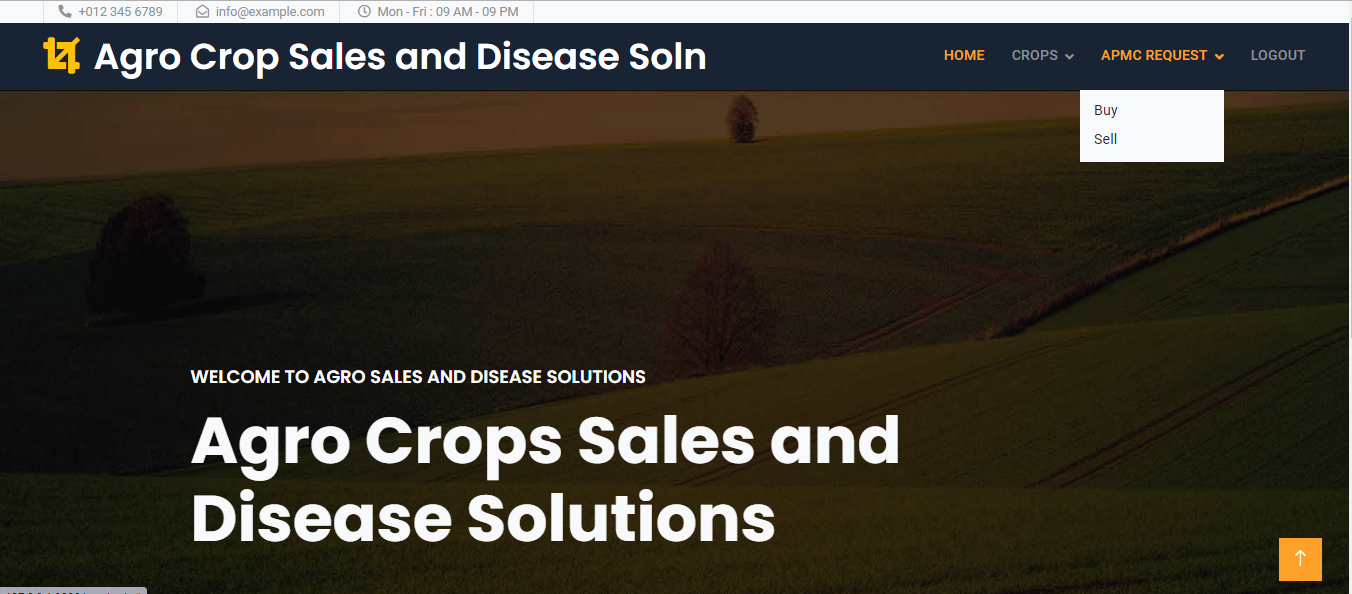 +012 345 6789 info@example.com Mon - Fri : 09 AM - 09 PM
Agro Crop Sales and Disease Soln HOME CROPS APMC REQUEST LOGOUT
Buy
Sell
WELCOME TO AGRO SALES AND DISEASE SOLUTIONS
Agro Crops Sales and
Disease Solutions